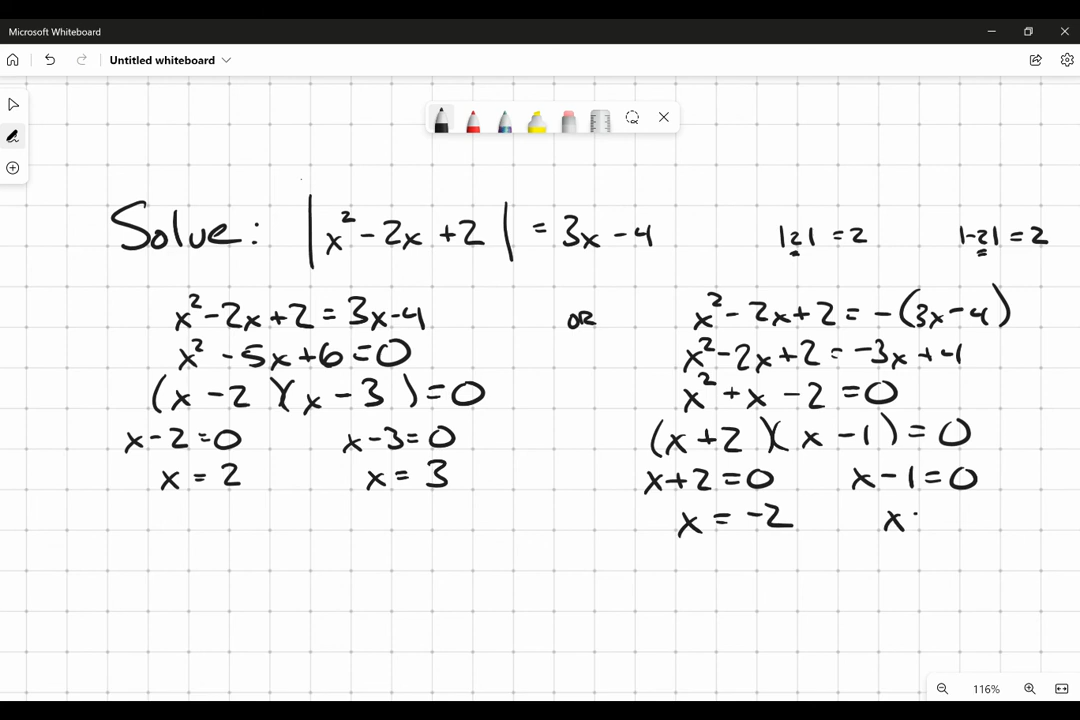 Microsoft Whiteboard
Untitled whiteboard
Solve: |x² - 2x + 2| = 3x - 4
|2| = 2
|-2| = 2
x² - 2x + 2 = 3x - 4
x² - 5x + 6 = 0
(x - 2)(x - 3) = 0
x - 2 = 0 x - 3 = 0
x = 2 x = 3
OR
x² - 2x + 2 = -(3x - 4)
x² - 2x + 2 = -3x + 4
x² + x - 2 = 0
(x + 2)(x - 1) = 0
x + 2 = 0 x - 1 = 0
x = -2 x
116%